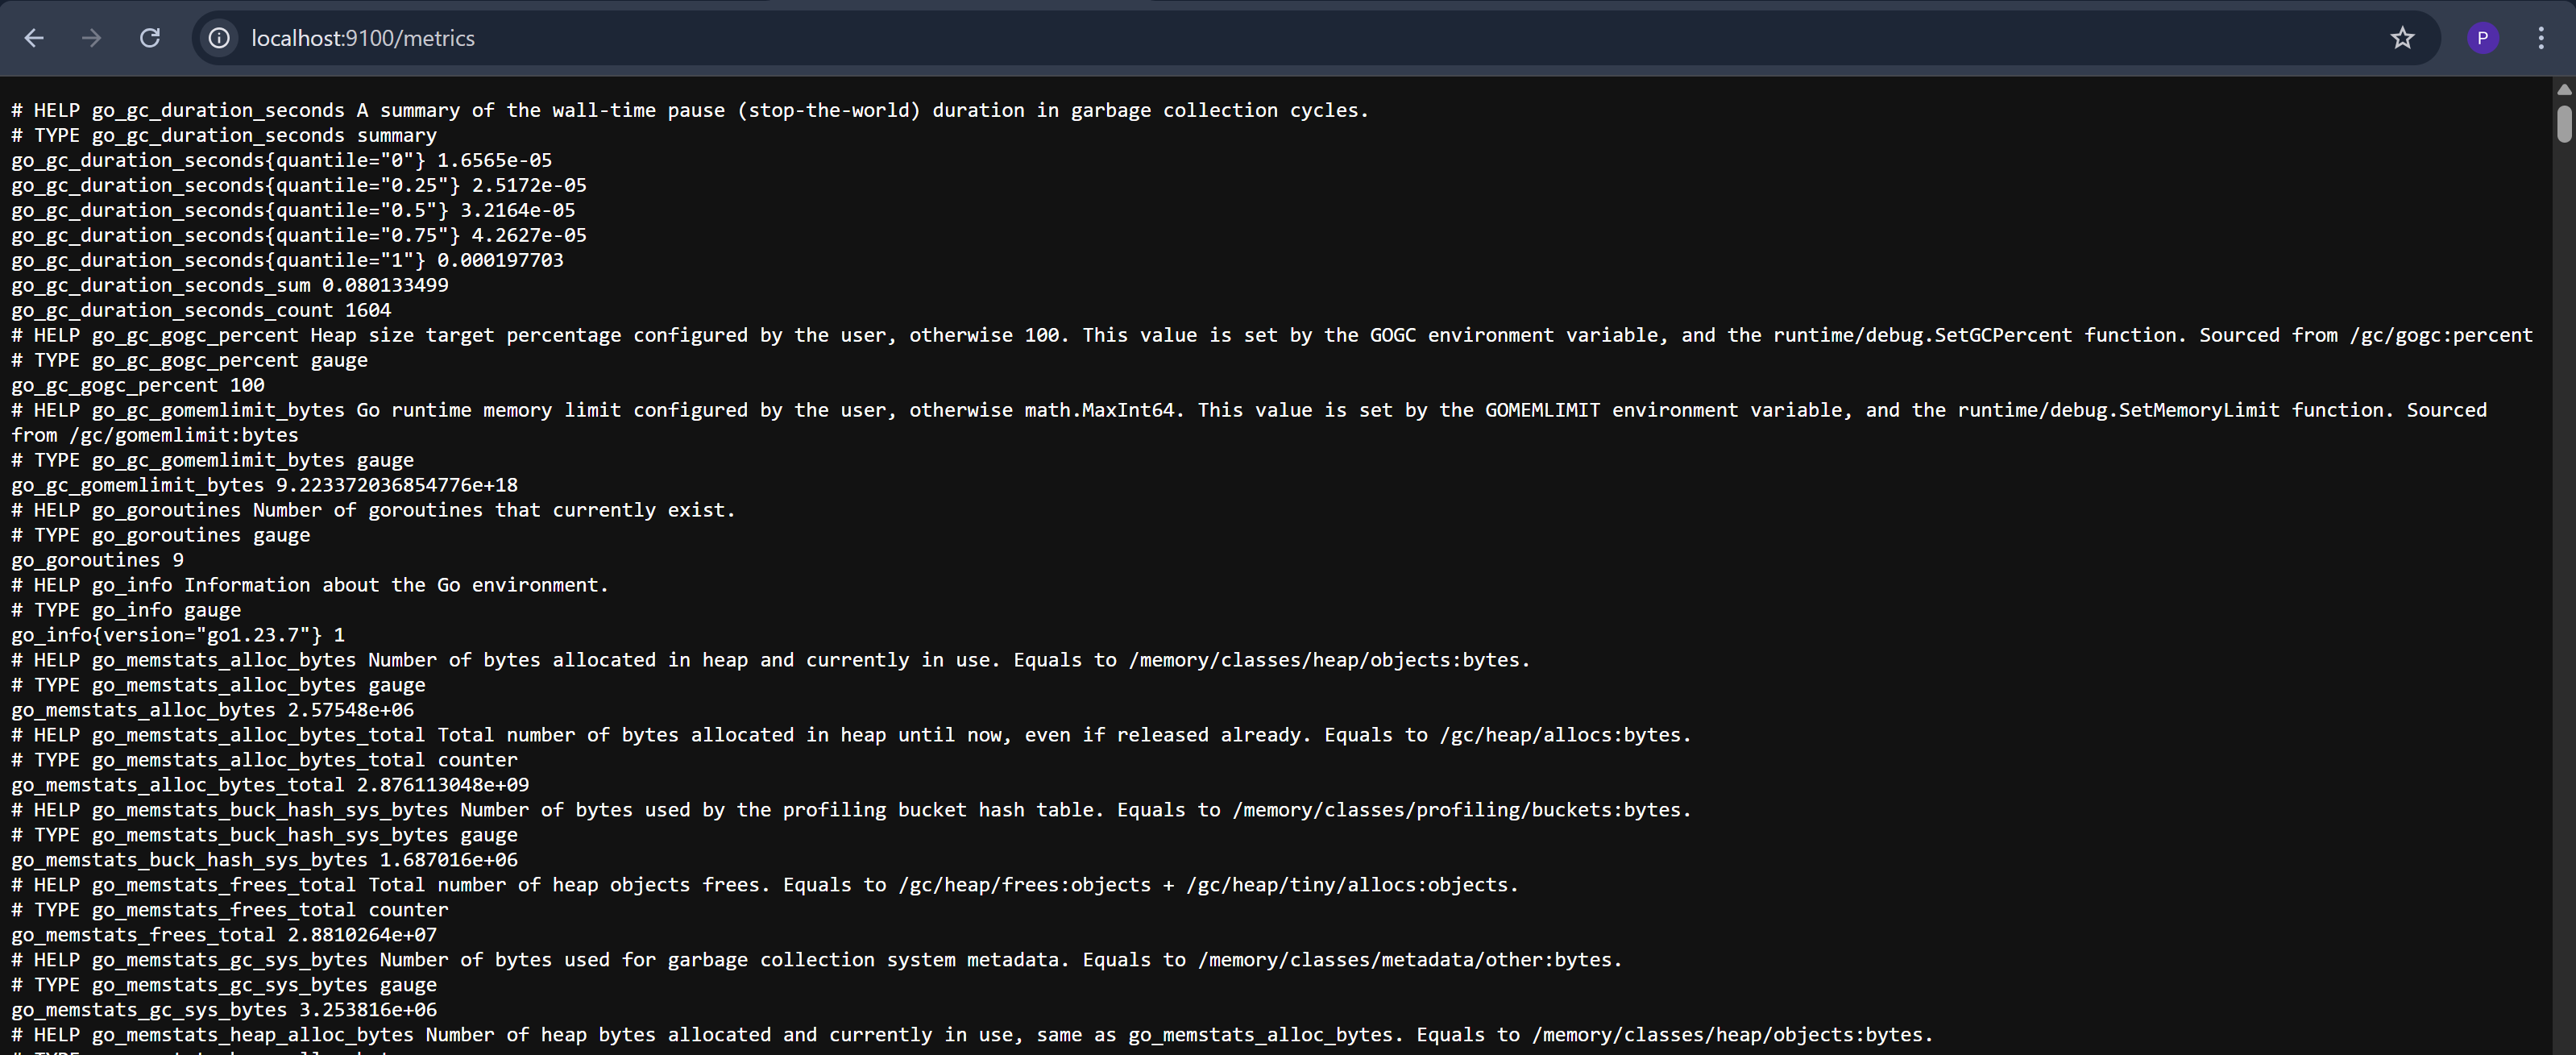 localhost:9100/metrics
P
# HELP go_gc_duration_seconds A summary of the wall-time pause (stop-the-world) duration in garbage collection cycles.
# TYPE go_gc_duration_seconds summary
go_gc_duration_seconds{quantile="0"} 1.6565e-05
go_gc_duration_seconds{quantile="0.25"} 2.5172e-05
go_gc_duration_seconds{quantile="0.5"} 3.2164e-05
go_gc_duration_seconds{quantile="0.75"} 4.2627e-05
go_gc_duration_seconds{quantile="1"} 0.000197703
go_gc_duration_seconds_sum 0.080133499
go_gc_duration_seconds_count 1604
# HELP go_gc_gogc_percent Heap size target percentage configured by the user, otherwise 100. This value is set by the GOGC environment variable, and the runtime/debug.SetGCPercent function. Sourced from /gc/gogc:percent
# TYPE go_gc_gogc_percent gauge
go_gc_gogc_percent 100
# HELP go_gc_gomemlimit_bytes Go runtime memory limit configured by the user, otherwise math.MaxInt64. This value is set by the GOMEMLIMIT environment variable, and the runtime/debug.SetMemoryLimit function. Sourced
from /gc/gomemlimit:bytes
# TYPE go_gc_gomemlimit_bytes gauge
go_gc_gomemlimit_bytes 9.223372036854776e+18
# HELP go_goroutines Number of goroutines that currently exist.
# TYPE go_goroutines gauge
go_goroutines 9
# HELP go_info Information about the Go environment.
# TYPE go_info gauge
go_info{version="go1.23.7"} 1
# HELP go_memstats_alloc_bytes Number of bytes allocated in heap and currently in use. Equals to /memory/classes/heap/objects:bytes.
# TYPE go_memstats_alloc_bytes gauge
go_memstats_alloc_bytes 2.57548e+06
# HELP go_memstats_alloc_bytes_total Total number of bytes allocated in heap until now, even if released already. Equals to /gc/heap/allocs:bytes.
# TYPE go_memstats_alloc_bytes_total counter
go_memstats_alloc_bytes_total 2.876113048e+09
# HELP go_memstats_buck_hash_sys_bytes Number of bytes used by the profiling bucket hash table. Equals to /memory/classes/profiling/buckets:bytes.
# TYPE go_memstats_buck_hash_sys_bytes gauge
go_memstats_buck_hash_sys_bytes 1.687016e+06
# HELP go_memstats_frees_total Total number of heap objects frees. Equals to /gc/heap/frees:objects + /gc/heap/tiny/allocs:objects.
# TYPE go_memstats_frees_total counter
go_memstats_frees_total 2.8810264e+07
# HELP go_memstats_gc_sys_bytes Number of bytes used for garbage collection system metadata. Equals to /memory/classes/metadata/other:bytes.
# TYPE go_memstats_gc_sys_bytes gauge
go_memstats_gc_sys_bytes 3.253816e+06
# HELP go_memstats_heap_alloc_bytes Number of heap bytes allocated and currently in use, same as go_memstats_alloc_bytes. Equals to /memory/classes/heap/objects:bytes.